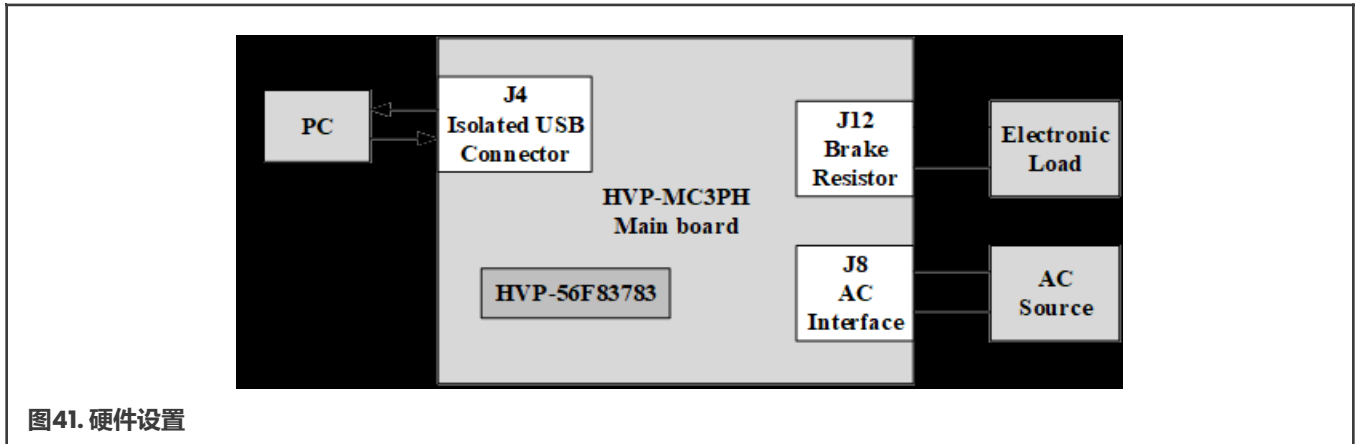 PC
J4
Isolated USB
Connector
HVP-MC3PH
Main board
HVP-56F83783
J12
Brake
Resistor
Electronic
Load
J8
AC
Interface
AC
Source
图41. 硬件设置